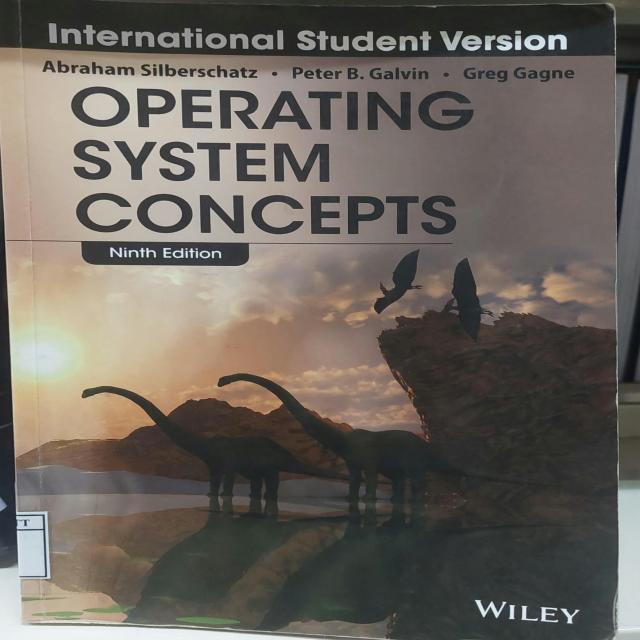 International Student Version
Abraham Silberschatz • Peter B. Galvin • Greg Gagne
OPERATING
SYSTEM
CONCEPTS
Ninth Edition
WILEY